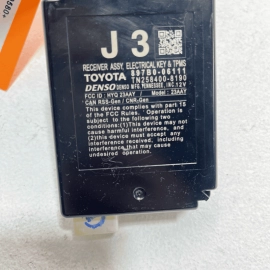 J 3
RECEIVER ASSY, ELECTRICAL KEY & TPMS
TOYOTA 897B0-06111
TN258400-8190
DENSO DENSO MFG. TENNESSEE, INC. 12V
FCC ID : HYQ 23AAY / Model : 23AAY
CAN RSS-Gen / CNR-Gen
This device complies with part 15
of the FCC Rules. Operation is
subject to the following two
conditions:(1)This device may not
cause harmful interference, and
(2)this device must accept any
interference received, including
interference that may cause
undesired operation.